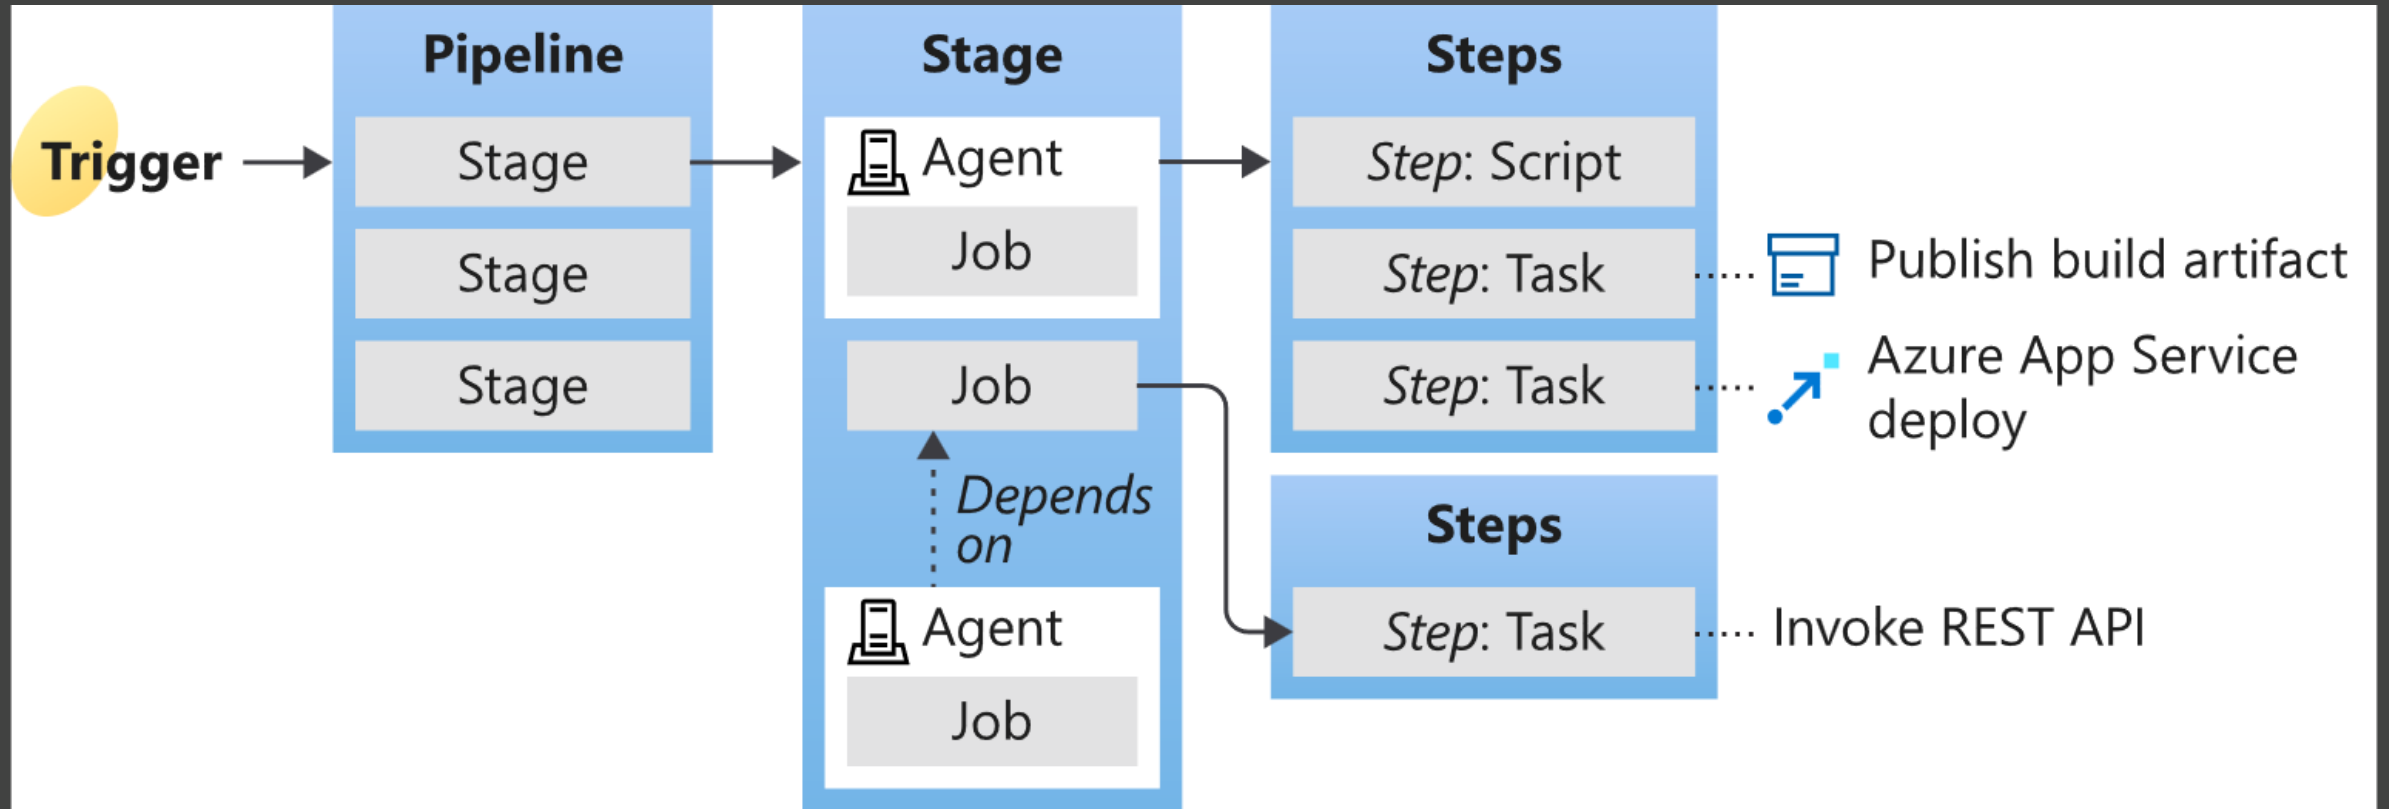 Trigger
Pipeline
Stage
Stage
Stage
Stage
Agent
Job
Job
Depends
on
Agent
Job
Steps
Step: Script
Step: Task
Publish build artifact
Step: Task
Azure App Service
deploy
Steps
Step: Task
Invoke REST API